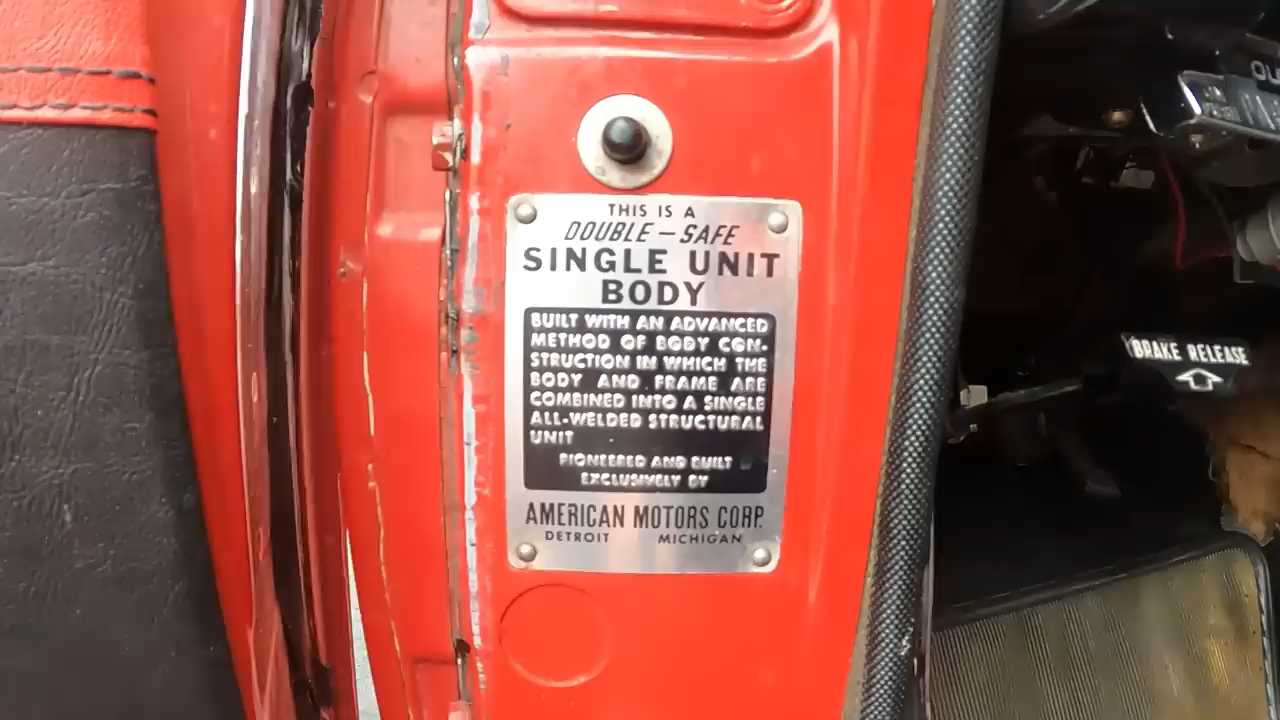 THIS IS A
DOUBLE-SAFE
SINGLE UNIT
BODY
BUILT WITH AN ADVANCED
METHOD OF BODY CON-
STRUCTION IN WHICH THE
BODY AND FRAME ARE
COMBINED INTO A SINGLE
ALL-WELDED STRUCTURAL
UNIT
PIONEERED AND BUILT
EXCLUSIVELY BY
AMERICAN MOTORS CORP.
DETROIT MICHIGAN
BRAKE RELEASE